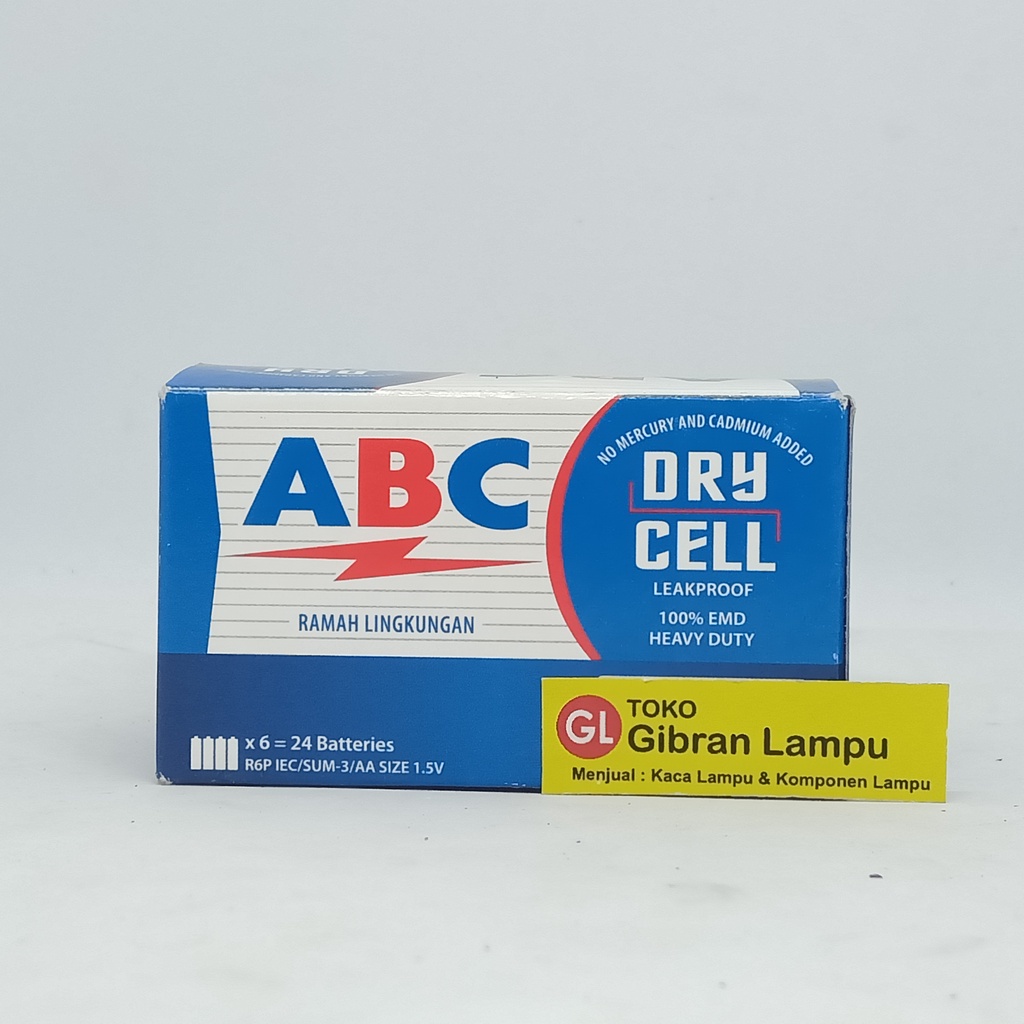 ABC
RAMAH LINGKUNGAN
NO MERCURY AND CADMIUM ADDED
DRY
CELL
LEAKPROOF
100% EMD
HEAVY DUTY
x 6 = 24 Batteries
R6P IEC/SUM-3/AA SIZE 1.5V
GL
TOKO
Gibran Lampu
Menjual : Kaca Lampu & Komponen Lampu